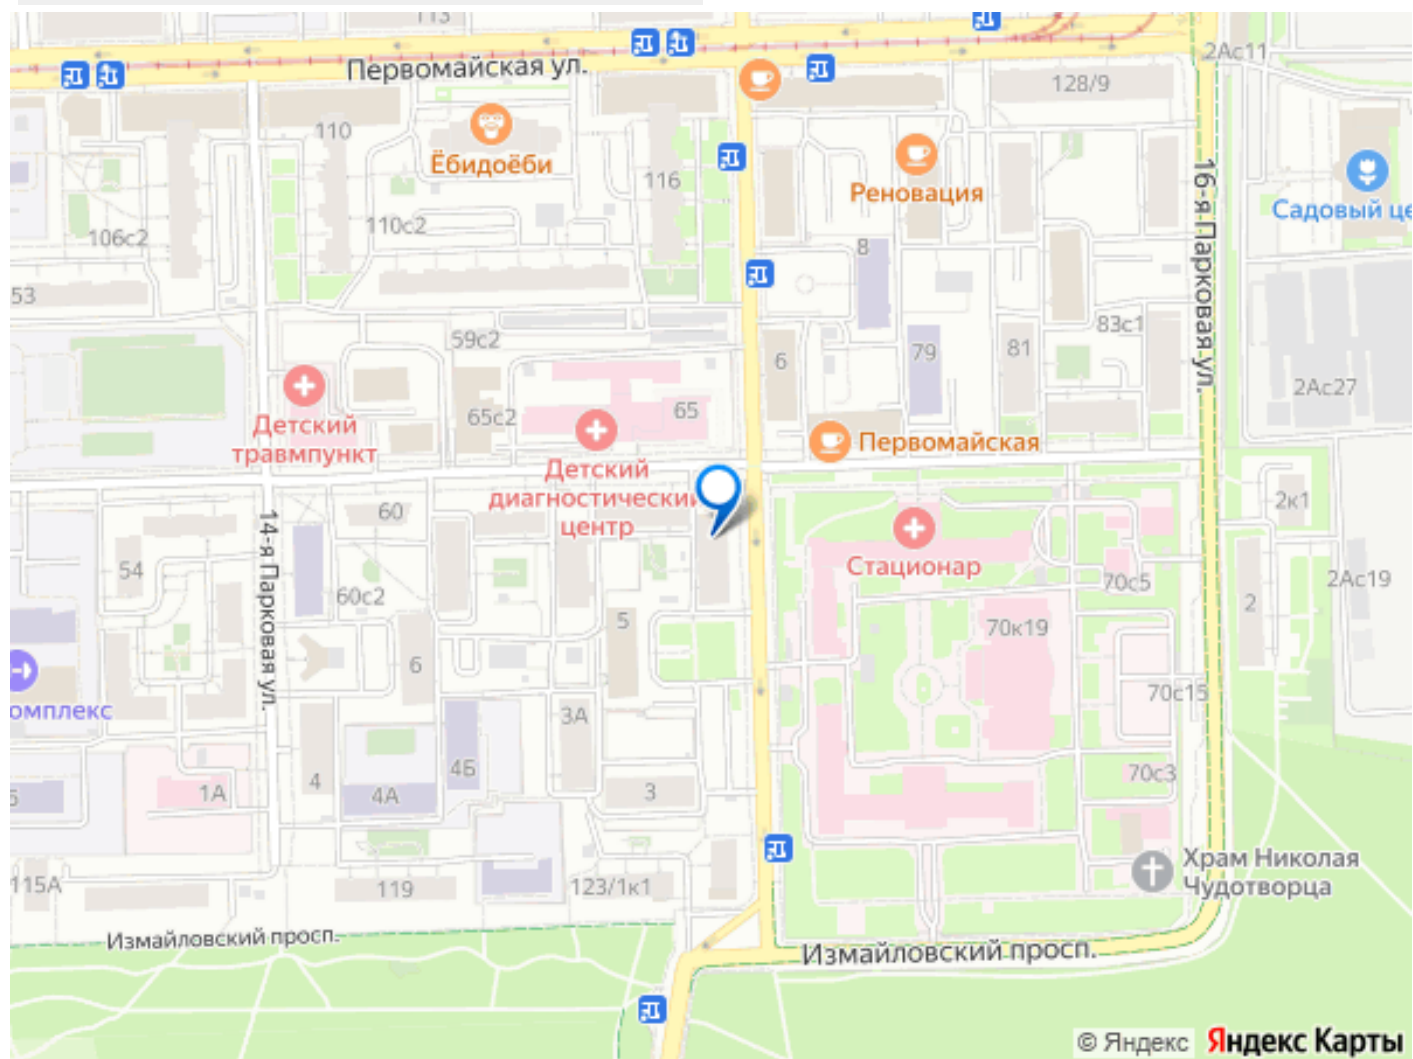 113
2Ас11
Первомайская ул.
128/9
110
Ёбидоёби
116
Реновация
16-я Парковая ул.
Садовый це
110с2
106с2
8
53
59с2
83с1
6
79
81
2Ас27
65с2
65
Детский
травмпункт
Первомайская
Детский
диагностический
центр
60
2к1
14-я Парковая ул.
Стационар
54
60с2
70с5
2Ас19
2
5
70к19
6
70с15
омплекс
3А
4Б
70с3
4
1А
4А
3
5
Храм Николая
Чудотворца
115А
119
123/1к1
Измайловский просп.
Измайловский просп.
© Яндекс Яндекс Карты